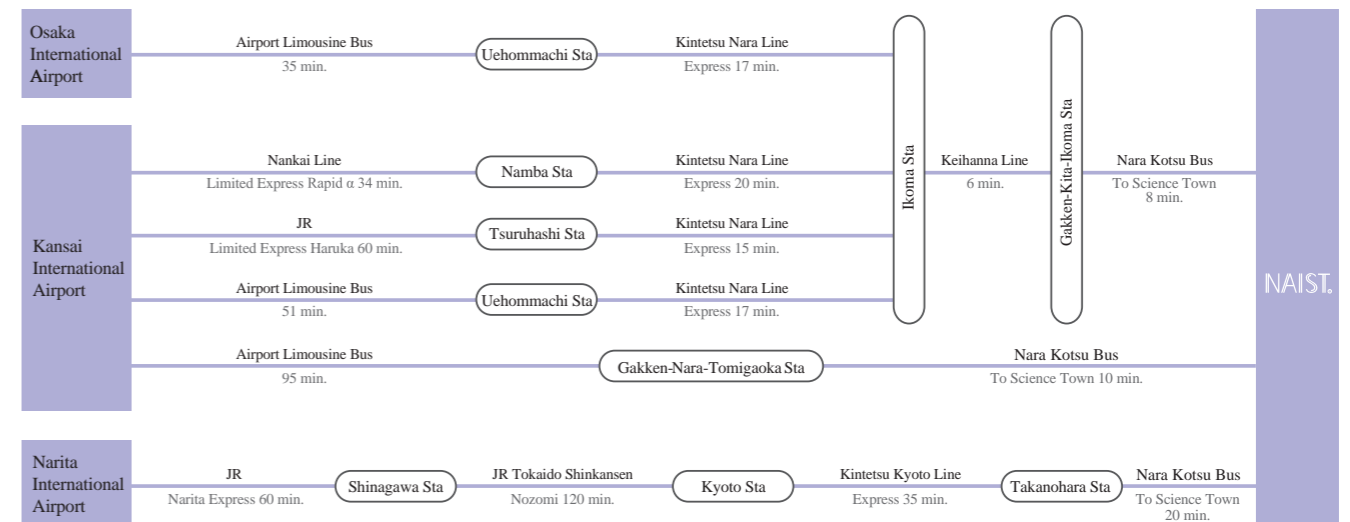 Osaka
International
Airport
Airport Limousine Bus
35 min.
Uehommachi Sta
Kintetsu Nara Line
Express 17 min.
Kansai
International
Airport
Nankai Line
Limited Express Rapid α 34 min.
Namba Sta
Kintetsu Nara Line
Express 20 min.
JR
Limited Express Haruka 60 min.
Tsuruhashi Sta
Kintetsu Nara Line
Express 15 min.
Airport Limousine Bus
51 min.
Uehommachi Sta
Kintetsu Nara Line
Express 17 min.
Ikoma Sta
Keihanna Line
6 min.
Gakken-Kita-Ikoma Sta
Nara Kotsu Bus
To Science Town
8 min.
Airport Limousine Bus
95 min.
Gakken-Nara-Tomigaoka Sta
Nara Kotsu Bus
To Science Town 10 min.
NAIST®
Narita
International
Airport
JR
Narita Express 60 min.
Shinagawa Sta
JR Tokaido Shinkansen
Nozomi 120 min.
Kyoto Sta
Kintetsu Kyoto Line
Express 35 min.
Takanohara Sta
Nara Kotsu Bus
To Science Town
20 min.